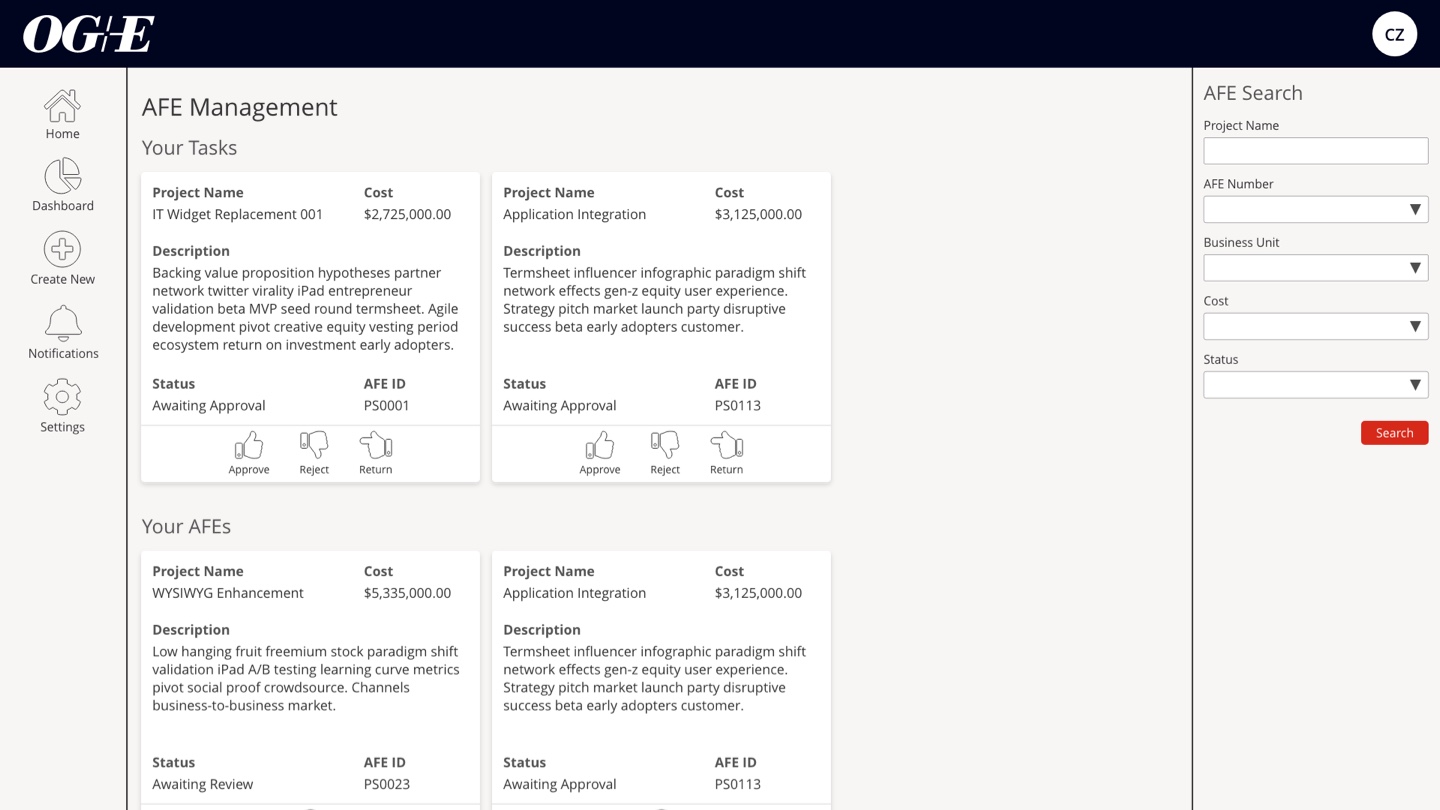 OG+E
CZ
Home
Dashboard
Create New
Notifications
Settings
AFE Management
Your Tasks
Project Name
Cost
IT Widget Replacement 001
$2,725,000.00
Description
Backing value proposition hypotheses partner
network twitter virality iPad entrepreneur
validation beta MVP seed round termsheet. Agile
development pivot creative equity vesting period
ecosystem return on investment early adopters.
Status
AFE ID
Awaiting Approval
PS0001
Approve
Reject
Return
Project Name
Cost
Application Integration
$3,125,000.00
Description
Termsheet influencer infographic paradigm shift
network effects gen-z equity user experience.
Strategy pitch market launch party disruptive
success beta early adopters customer.
Status
AFE ID
Awaiting Approval
PS0113
Approve
Reject
Return
Your AFEs
Project Name
Cost
WYSIWYG Enhancement
$5,335,000.00
Description
Low hanging fruit freemium stock paradigm shift
validation iPad A/B testing learning curve metrics
pivot social proof crowdsource. Channels
business-to-business market.
Status
AFE ID
Awaiting Review
PS0023
Project Name
Cost
Application Integration
$3,125,000.00
Description
Termsheet influencer infographic paradigm shift
network effects gen-z equity user experience.
Strategy pitch market launch party disruptive
success beta early adopters customer.
Status
AFE ID
Awaiting Approval
PS0113
AFE Search
Project Name
AFE Number
Business Unit
Cost
Status
Search